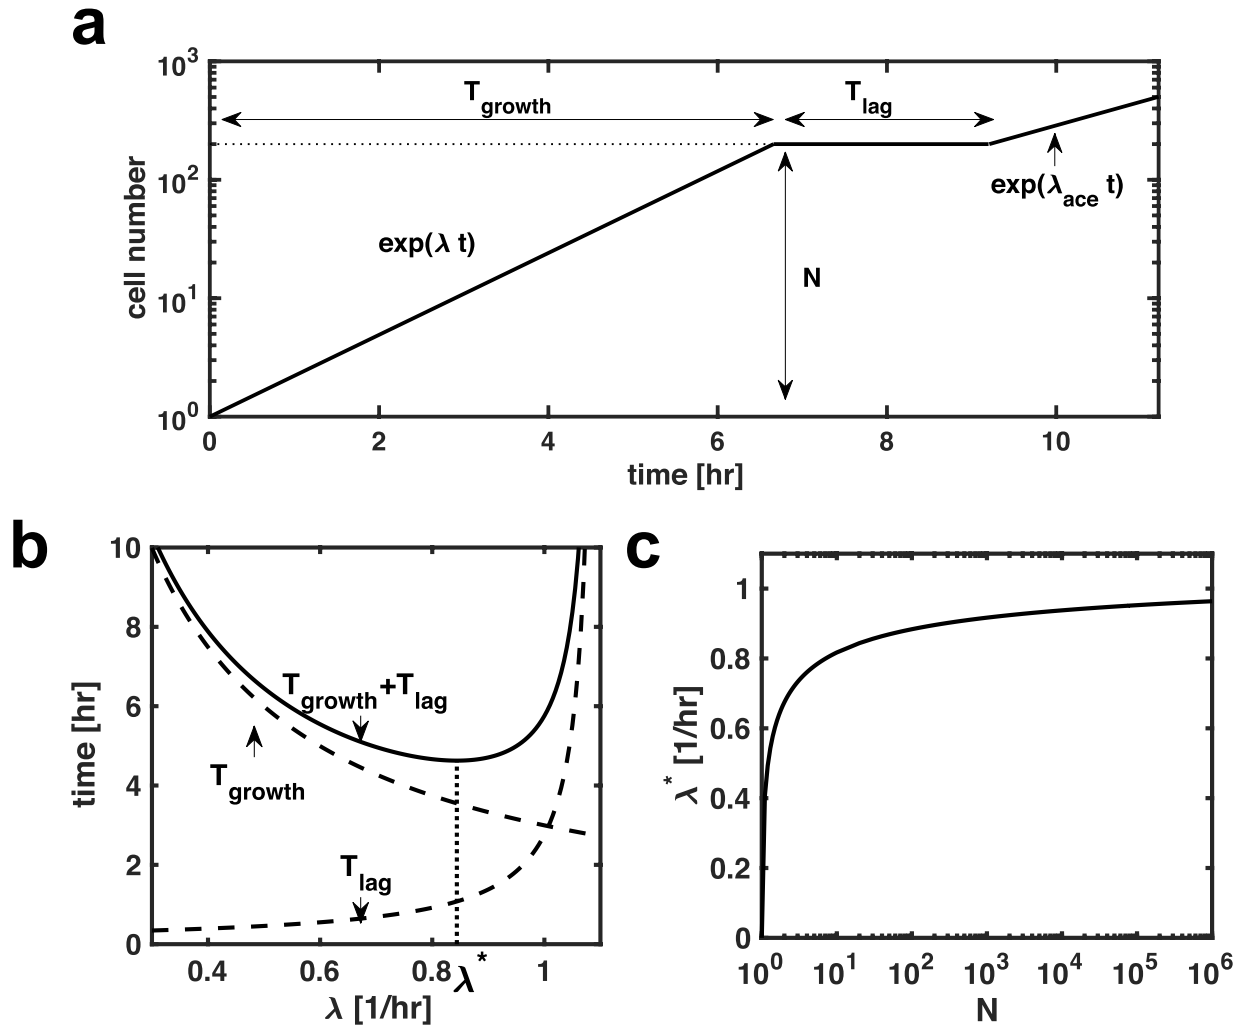 a
10^3
10^2
10^1
10^0
cell number
T_growth
T_lag
exp(λ t)
exp(λ_ace t)
N
0 2 4 6 8 10
time [hr]
b
10
8
6
4
2
0
time [hr]
T_growth+T_lag
T_growth
T_lag
0.4 0.6 0.8 λ* 1
λ [1/hr]
c
1
0.8
0.6
0.4
0.2
0
λ* [1/hr]
10^0 10^1 10^2 10^3 10^4 10^5 10^6
N